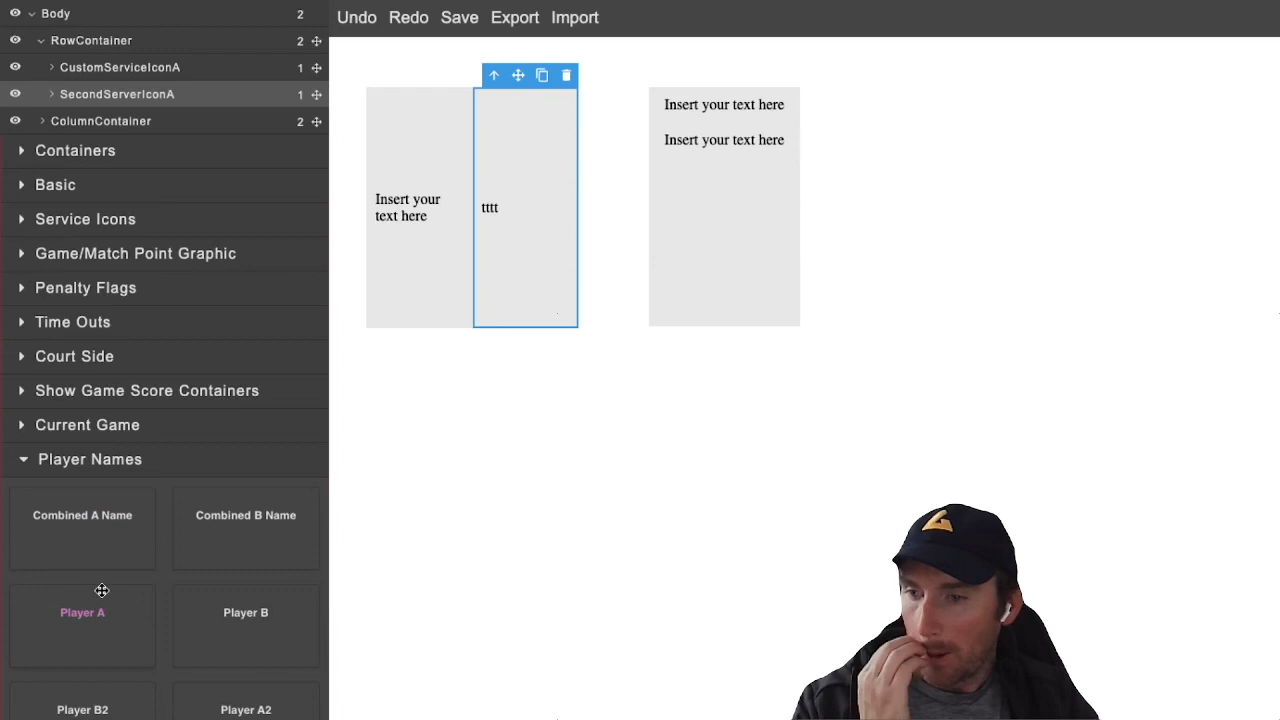 Body 2
RowContainer 2
CustomServiceIconA 1
SecondServerIconA 1
ColumnContainer 2
Containers
Basic
Service Icons
Game/Match Point Graphic
Penalty Flags
Time Outs
Court Side
Show Game Score Containers
Current Game
Player Names
Combined A Name Combined B Name
Player A Player B
Player B2 Player A2
Undo Redo Save Export Import
Insert your
text here
tttt
Insert your text here
Insert your text here